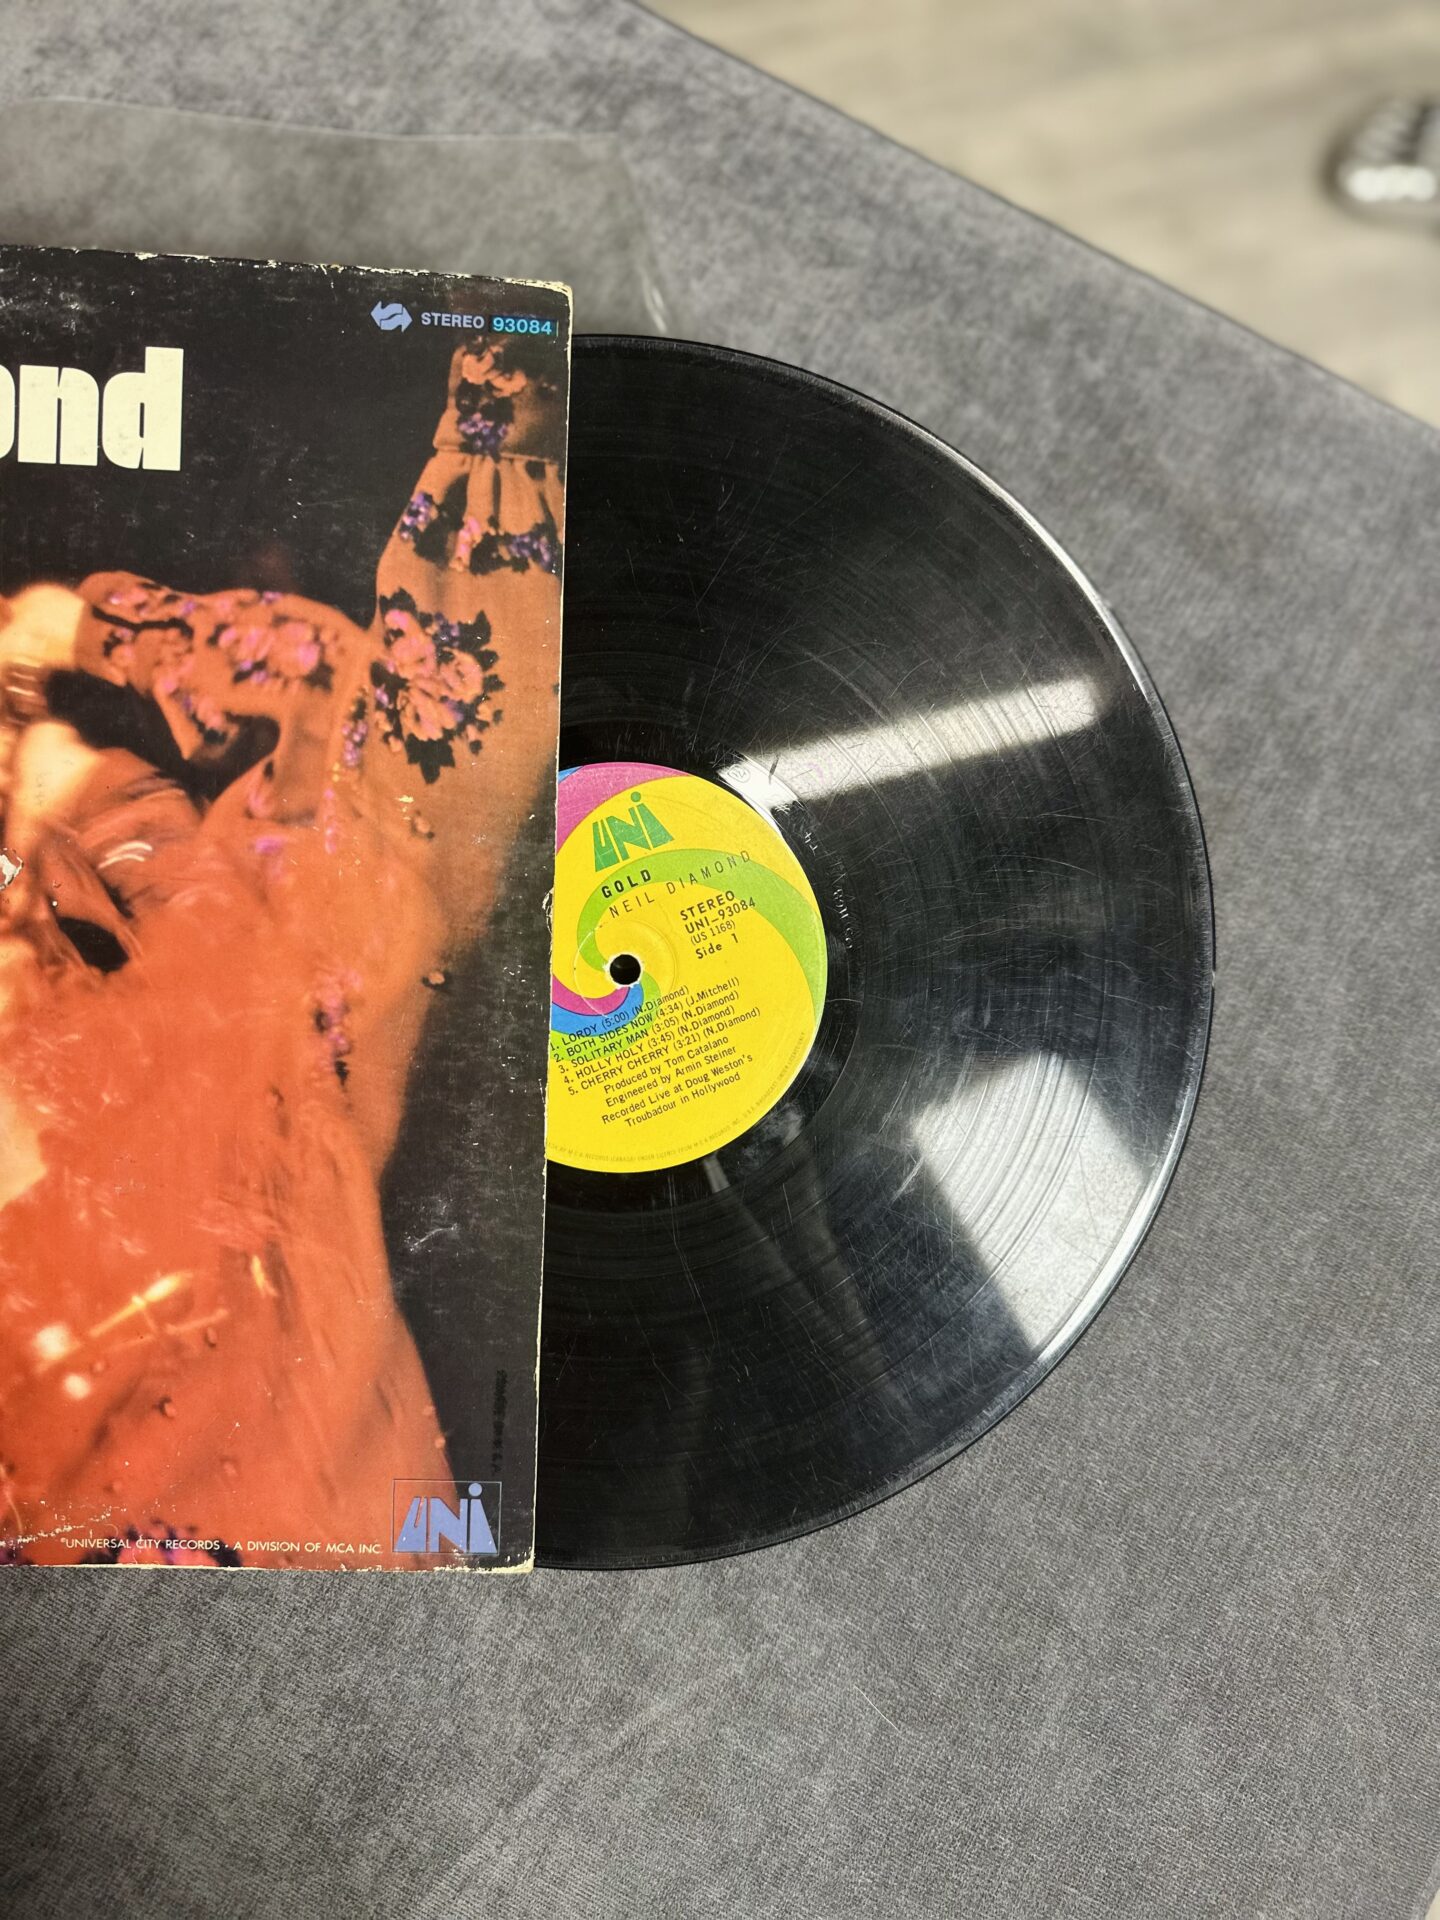 STEREO 93084
ond
UNI
GOLD
NEIL DIAMOND
STEREO
UNI-93084
(US 1168)
Side 1
1. LORDY (5:00) (N.Diamond)
2. BOTH SIDES NOW (4:34) (J.Mitchell)
3. SOLITARY MAN (3:05) (N.Diamond)
4. HOLLY HOLY (3:45) (N.Diamond)
5. CHERRY CHERRY (3:21) (N.Diamond)
Produced by Tom Catalano
Engineered by Armin Steiner
Recorded Live at Doug Weston's
Troubadour in Hollywood
UNI
UNIVERSAL CITY RECORDS • A DIVISION OF MCA INC.